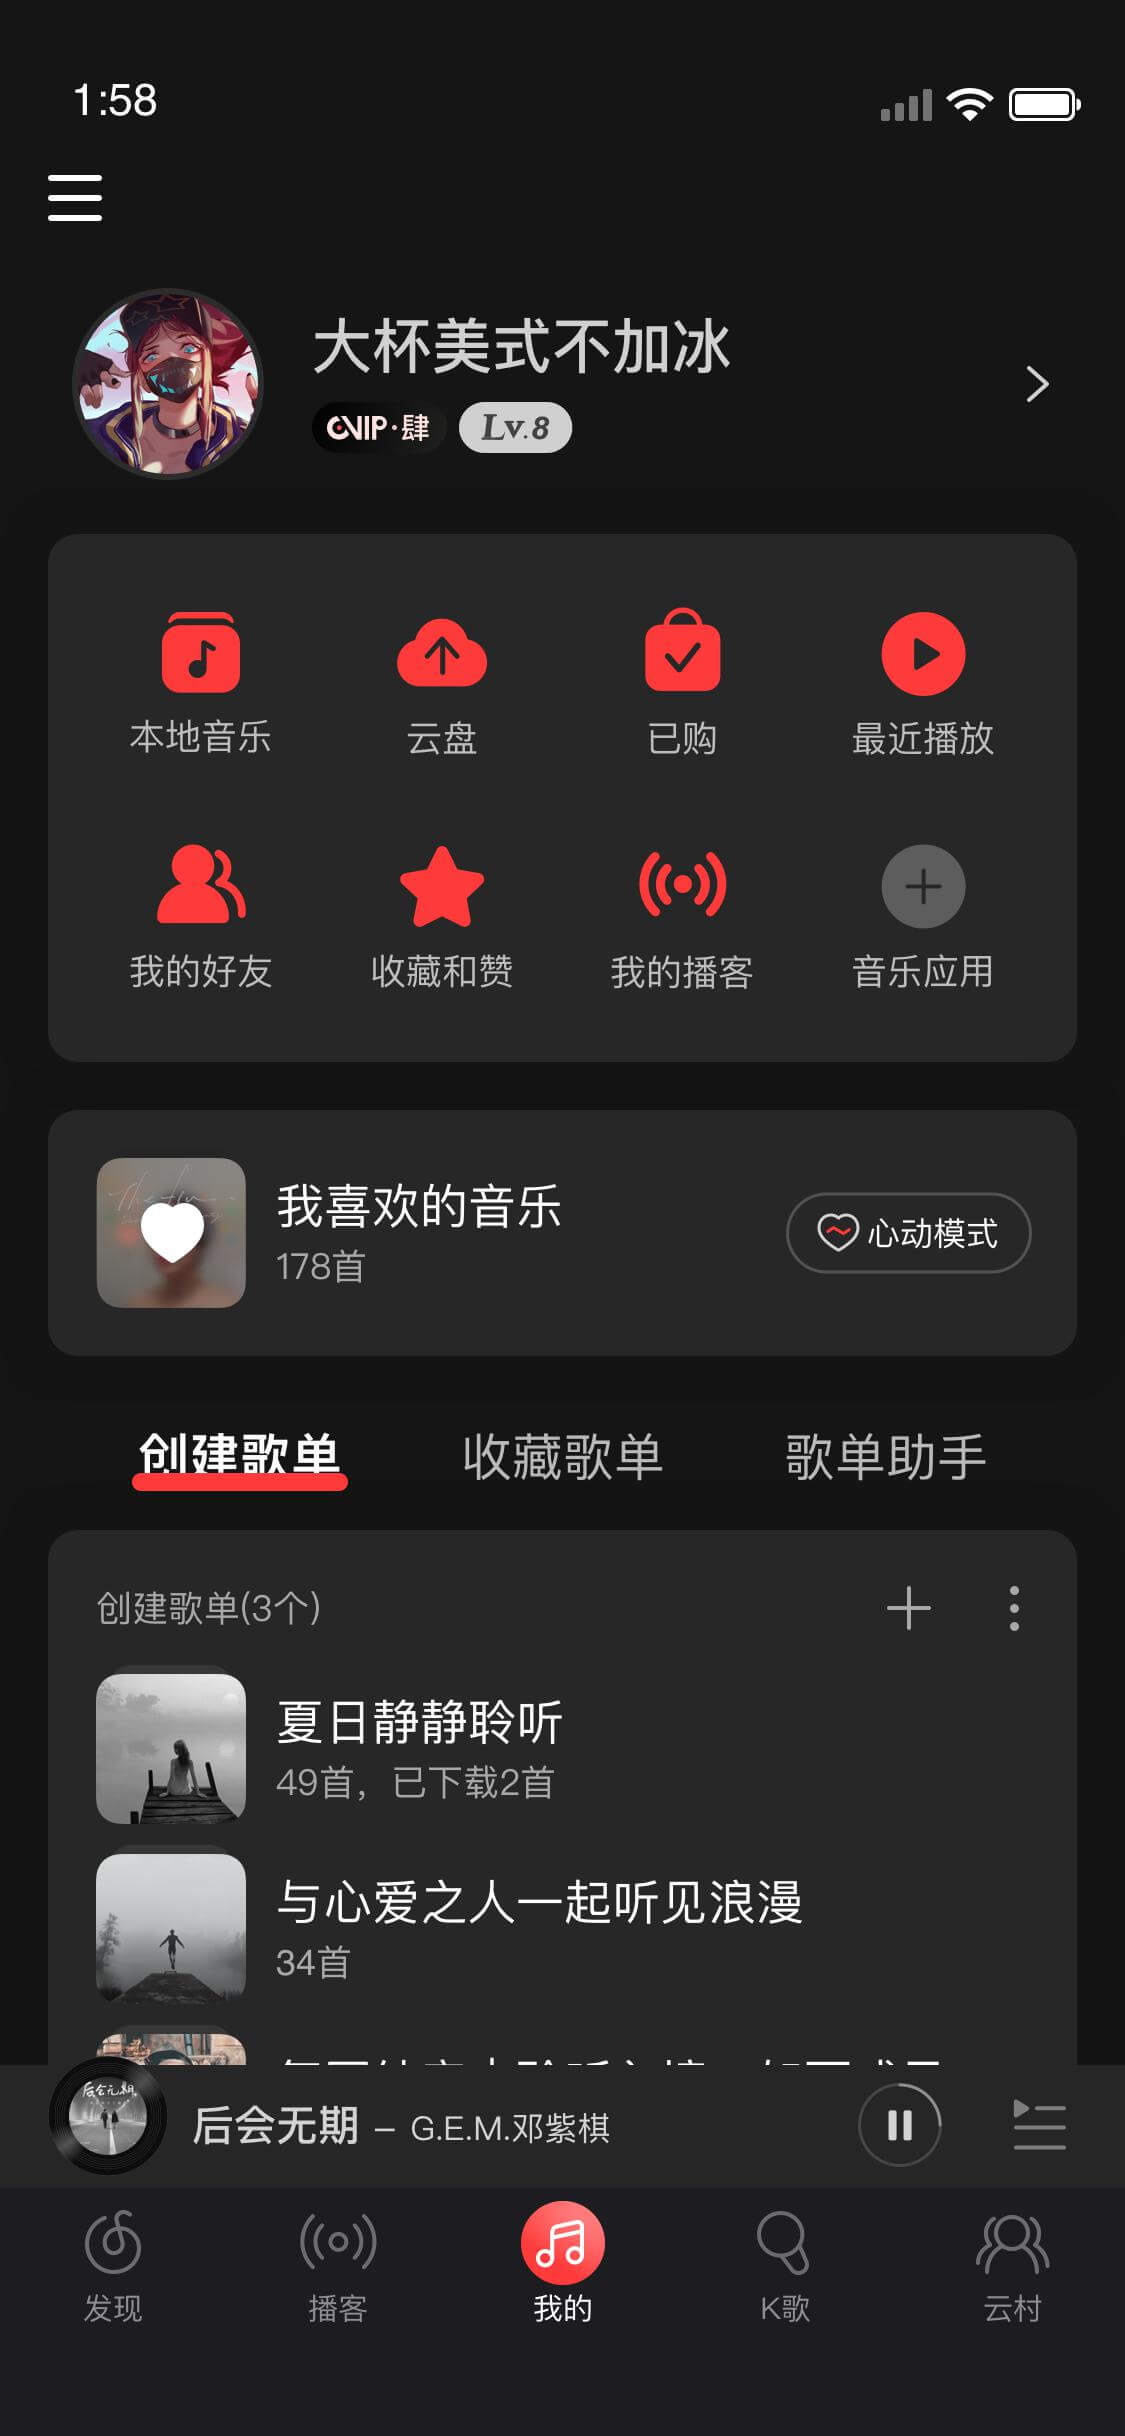 1:58
大杯美式不加冰
VIP·肆 Lv.8
本地音乐 云盘 已购 最近播放
我的好友 收藏和赞 我的播客 音乐应用
我喜欢的音乐
178首
心动模式
创建歌单 收藏歌单 歌单助手
创建歌单(3个)
夏日静静聆听
49首，已下载2首
与心爱之人一起听见浪漫
34首
后会无期
后会无期 – G.E.M.邓紫棋
发现 播客 我的 K歌 云村